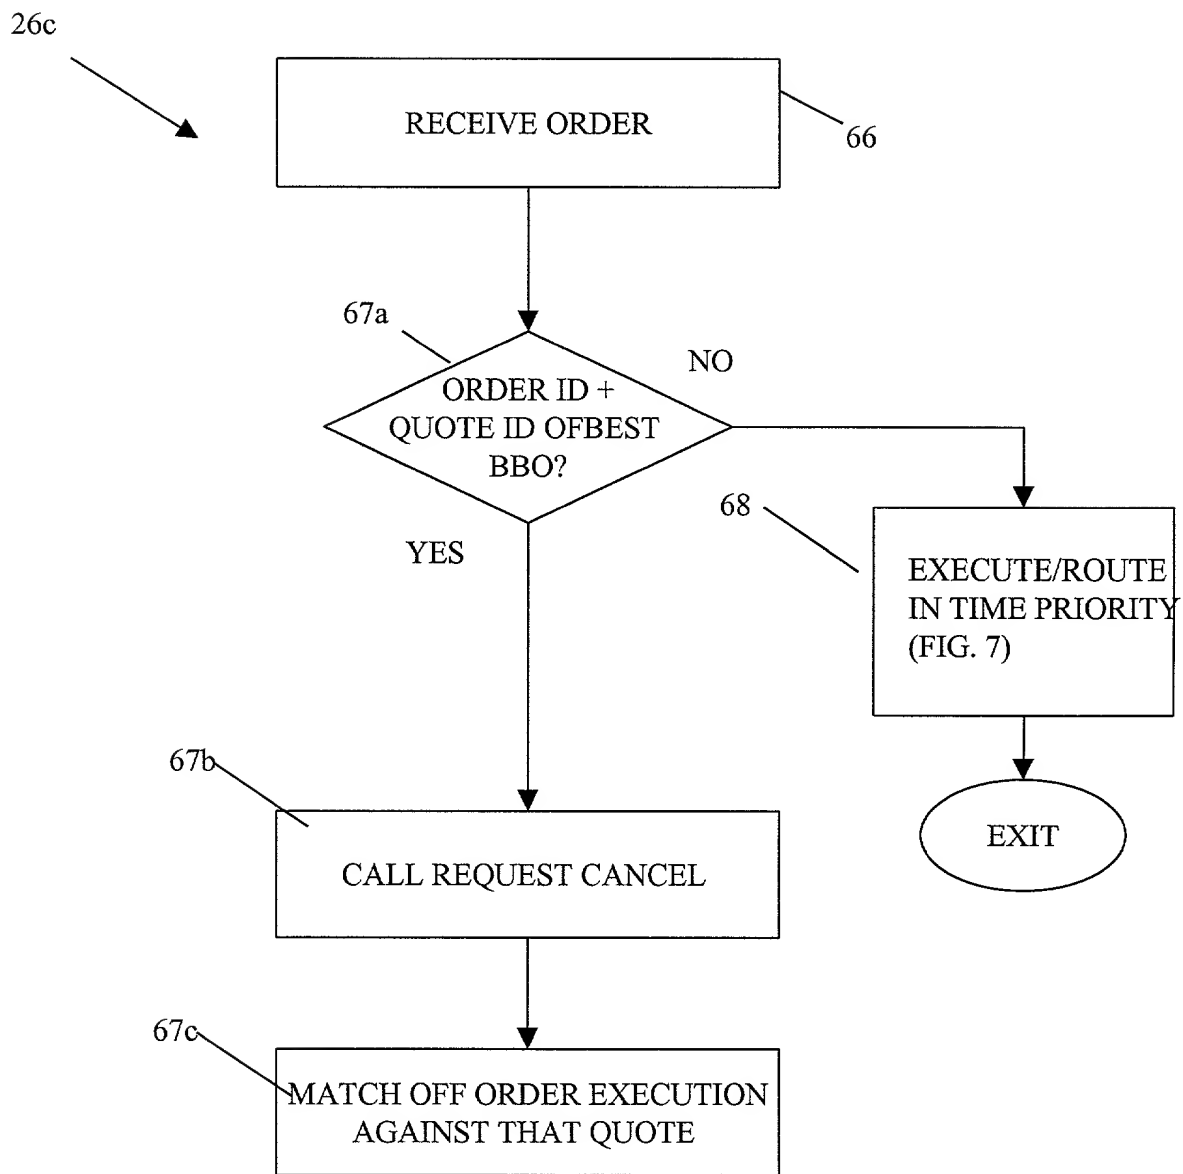 26c
RECEIVE ORDER
66
67a
NO
ORDER ID +
QUOTE ID OFBEST
BBO?
68
YES
EXECUTE/ROUTE
IN TIME PRIORITY
(FIG. 7)
67b
EXIT
CALL REQUEST CANCEL
67c
MATCH OFF ORDER EXECUTION
AGAINST THAT QUOTE